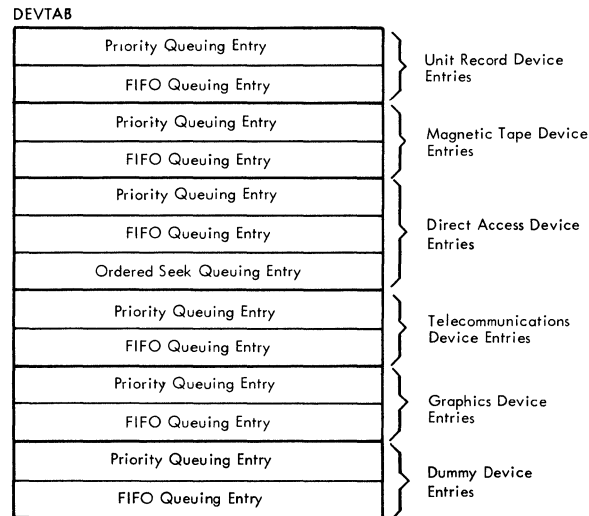 DEVTAB
Priority Queuing Entry
FIFO Queuing Entry
Unit Record Device
Entries
Priority Queuing Entry
FIFO Queuing Entry
Magnetic Tape Device
Entries
Priority Queuing Entry
FIFO Queuing Entry
Ordered Seek Queuing Entry
Direct Access Device
Entries
Priority Queuing Entry
FIFO Queuing Entry
Telecommunications
Device Entries
Priority Queuing Entry
FIFO Queuing Entry
Graphics Device
Entries
Priority Queuing Entry
FIFO Queuing Entry
Dummy Device
Entries